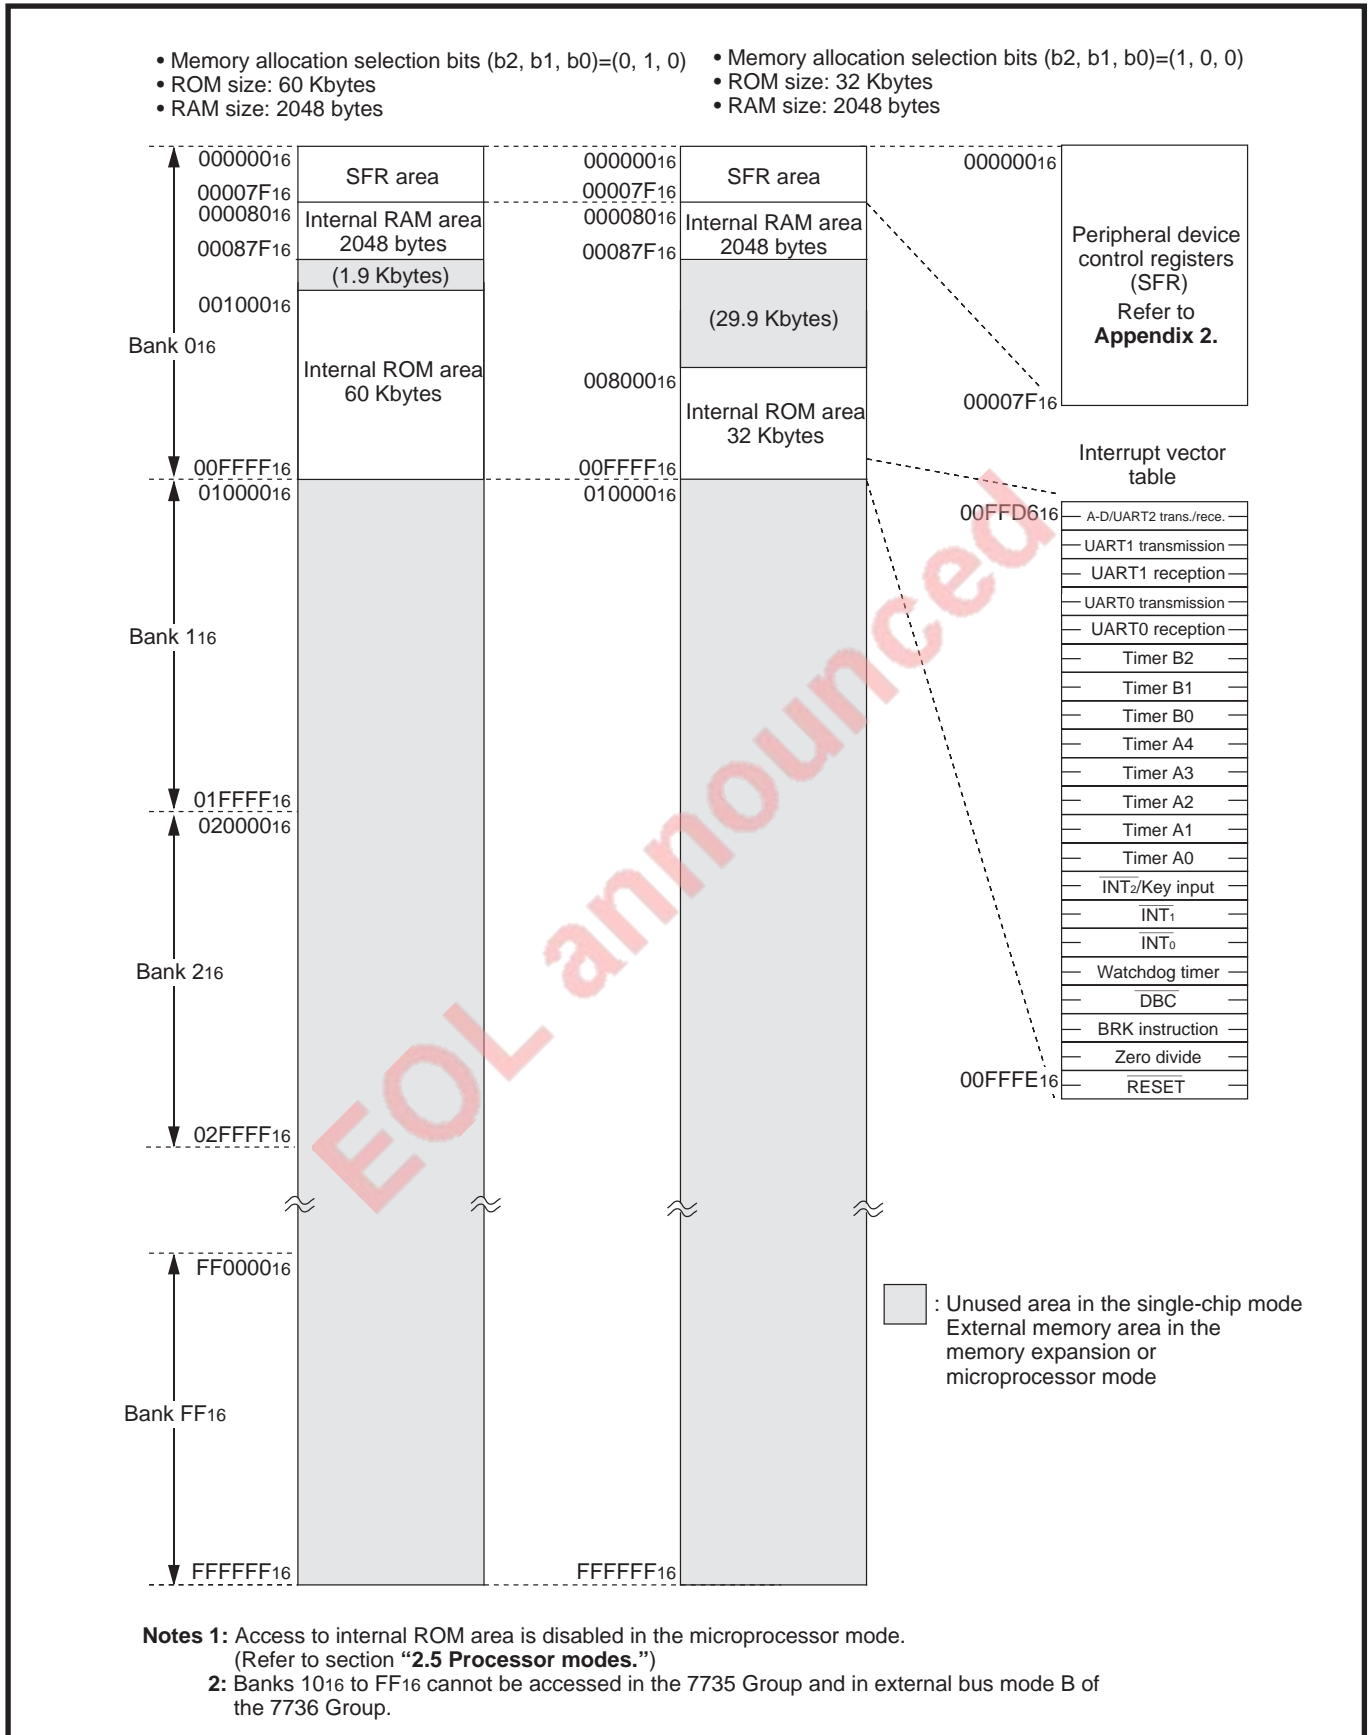 • Memory allocation selection bits (b2, b1, b0)=(0, 1, 0)
• ROM size: 60 Kbytes
• RAM size: 2048 bytes
• Memory allocation selection bits (b2, b1, b0)=(1, 0, 0)
• ROM size: 32 Kbytes
• RAM size: 2048 bytes
00000016
00007F16
00008016
00087F16
00100016
Bank 016
00FFFF16
01000016
Bank 116
01FFFF16
02000016
Bank 216
02FFFF16
FF000016
Bank FF16
FFFFFF16
SFR area
Internal RAM area
2048 bytes
(1.9 Kbytes)
Internal ROM area
60 Kbytes
00000016
00007F16
00008016
00087F16
00800016
00FFFF16
01000016
FFFFFF16
SFR area
Internal RAM area
2048 bytes
(29.9 Kbytes)
Internal ROM area
32 Kbytes
00000016
00007F16
Peripheral device
control registers
(SFR)
Refer to
Appendix 2.
Interrupt vector
table
00FFD616
A-D/UART2 trans./rece.
UART1 transmission
UART1 reception
UART0 transmission
UART0 reception
Timer B2
Timer B1
Timer B0
Timer A4
Timer A3
Timer A2
Timer A1
Timer A0
INT2/Key input
INT1
INT0
Watchdog timer
DBC
BRK instruction
Zero divide
00FFFE16
RESET
EOL announced
: Unused area in the single-chip mode
External memory area in the
memory expansion or
microprocessor mode
Notes 1: Access to internal ROM area is disabled in the microprocessor mode.
(Refer to section “2.5 Processor modes.”)
2: Banks 1016 to FF16 cannot be accessed in the 7735 Group and in external bus mode B of
the 7736 Group.